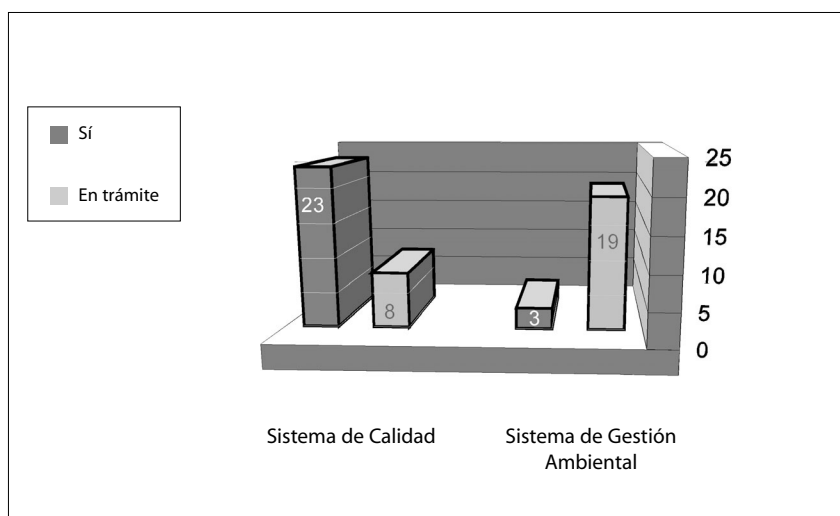 Sí
En trámite
23
8
3
19
25
20
15
10
5
0
Sistema de Calidad
Sistema de Gestión
Ambiental